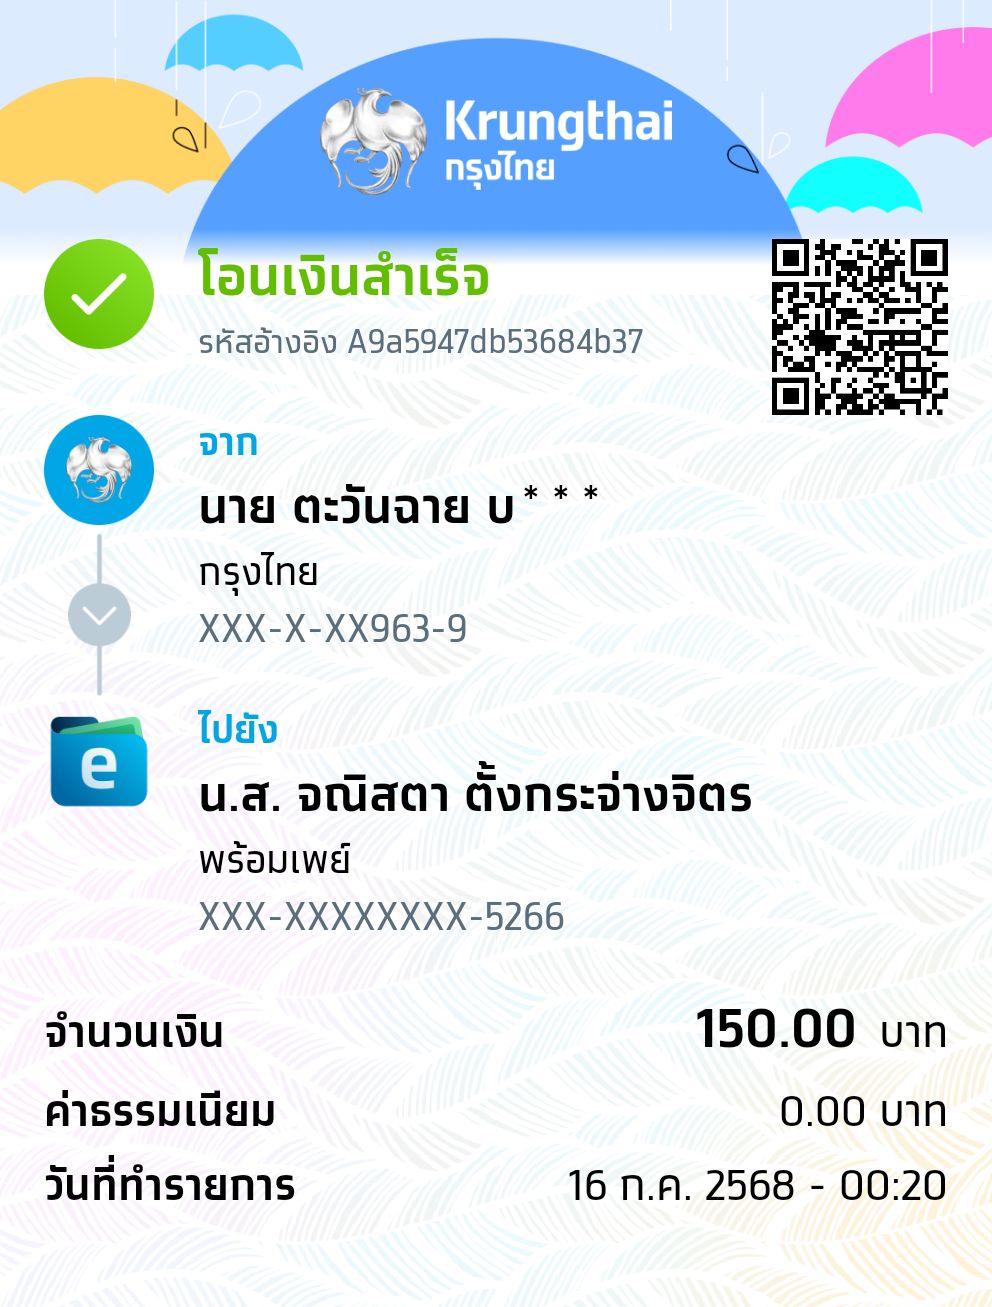 Krungthai
กรุงไทย
โอนเงินสำเร็จ
รหัสอ้างอิง A9a5947db53684b37
จาก
นาย ตะวันฉาย บ***
กรุงไทย
XXX-X-XX963-9
ไปยัง
e
น.ส. จณิสตา ตั้งกระจ่างจิตร
พร้อมเพย์
XXX-XXXXXXXX-5266
จำนวนเงิน 150.00 บาท
ค่าธรรมเนียม 0.00 บาท
วันที่ทำรายการ 16 ก.ค. 2568 - 00:20